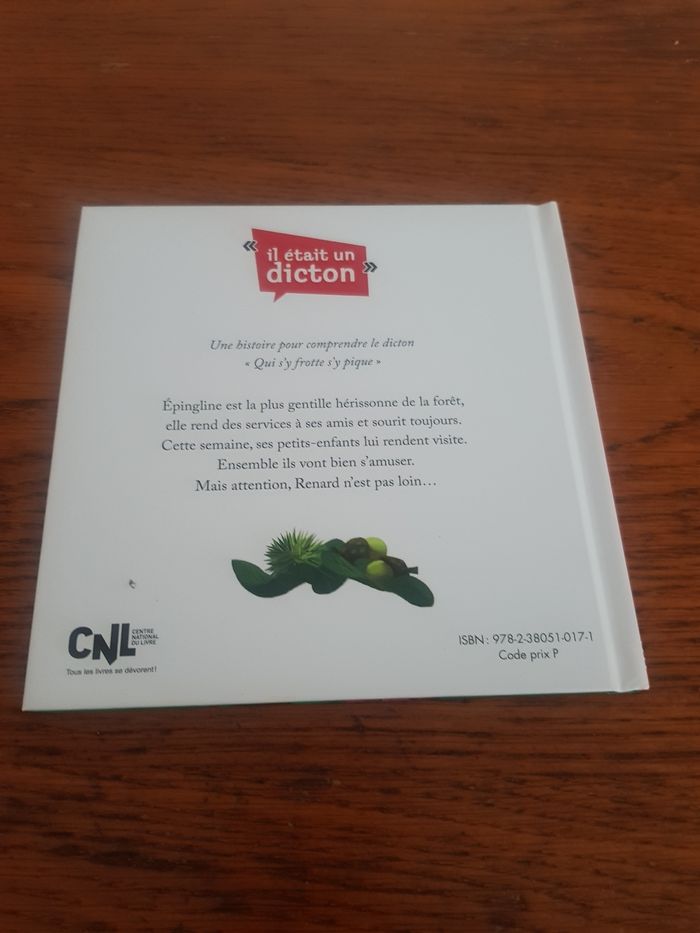 « il était un
dicton »
Une histoire pour comprendre le dicton
« Qui s'y frotte s'y pique »
Épingline est la plus gentille hérissonne de la forêt,
elle rend des services à ses amis et sourit toujours.
Cette semaine, ses petits-enfants lui rendent visite.
Ensemble ils vont bien s'amuser.
Mais attention, Renard n'est pas loin…
CNL CENTRE
NATIONAL
DU LIVRE
Tous les livres se dévorent!
ISBN: 978-2-38051-017-1
Code prix P